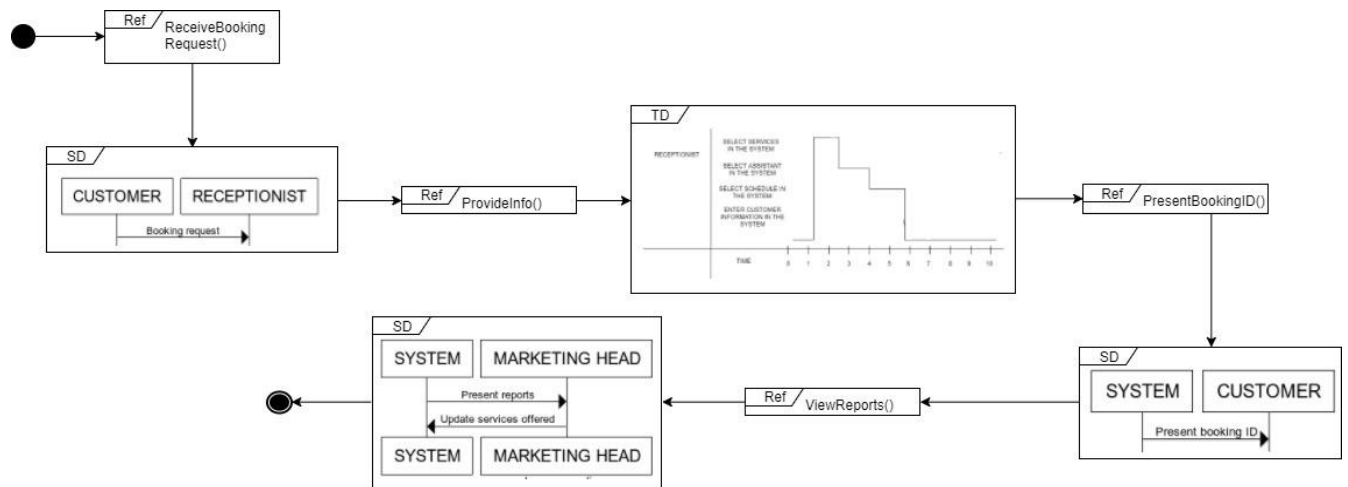 Ref
ReceiveBooking
Request()
SD
CUSTOMER
RECEPTIONIST
Booking request
Ref
ProvideInfo()
TD
RECEPTIONIST
SELECT SERVICES
IN THE SYSTEM
SELECT ASSISTANT
IN THE SYSTEM
SELECT SCHEDULE IN
THE SYSTEM
ENTER CUSTOMER
INFORMATION IN THE
SYSTEM
TIME
0 1 2 3 4 5 6 7 8 9 10
Ref
PresentBookingID()
SD
SYSTEM
CUSTOMER
Present booking ID
Ref
ViewReports()
SD
SYSTEM
MARKETING HEAD
Present reports
Update services offered
SYSTEM
MARKETING HEAD